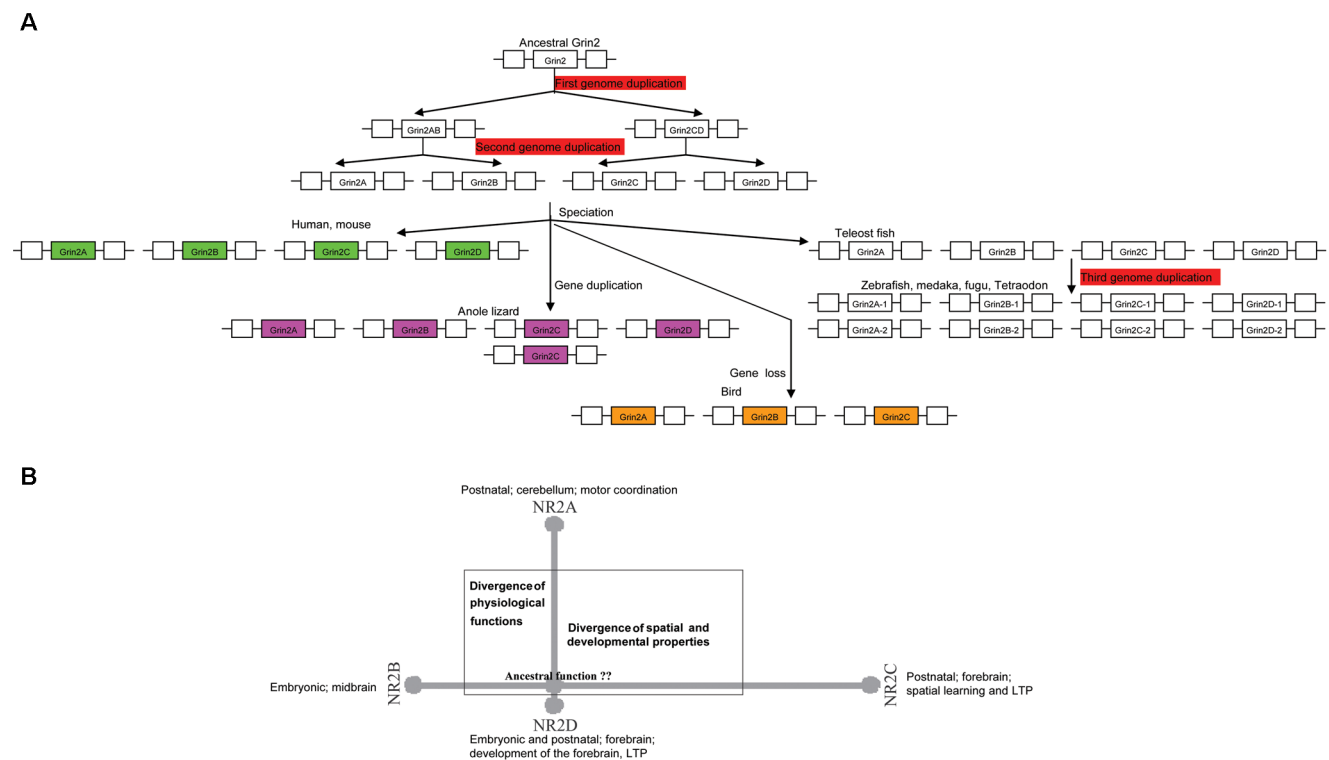 A
Ancestral Grin2
Grin2
First genome duplication
Grin2AB
Grin2CD
Second genome duplication
Grin2A
Grin2B
Grin2C
Grin2D
Speciation
Human, mouse
Teleost fish
Grin2A
Grin2B
Grin2C
Grin2D
Grin2A
Grin2B
Grin2C
Grin2D
Third genome duplication
Gene duplication
Zebrafish, medaka, fugu, Tetraodon
Grin2A-1
Grin2B-1
Grin2C-1
Grin2D-1
Anole lizard
Grin2A
Grin2B
Grin2C
Grin2D
Grin2A-2
Grin2B-2
Grin2C-2
Grin2D-2
Grin2C
Gene loss
Bird
Grin2A
Grin2B
Grin2C
B
Postnatal; cerebellum; motor coordination
NR2A
Divergence of
physiological
functions
Divergence of spatial and
developmental properties
Ancestral function ??
Embryonic; midbrain
NR2B
NR2C
Postnatal; forebrain;
spatial learning and LTP
NR2D
Embryonic and postnatal; forebrain;
development of the forebrain, LTP